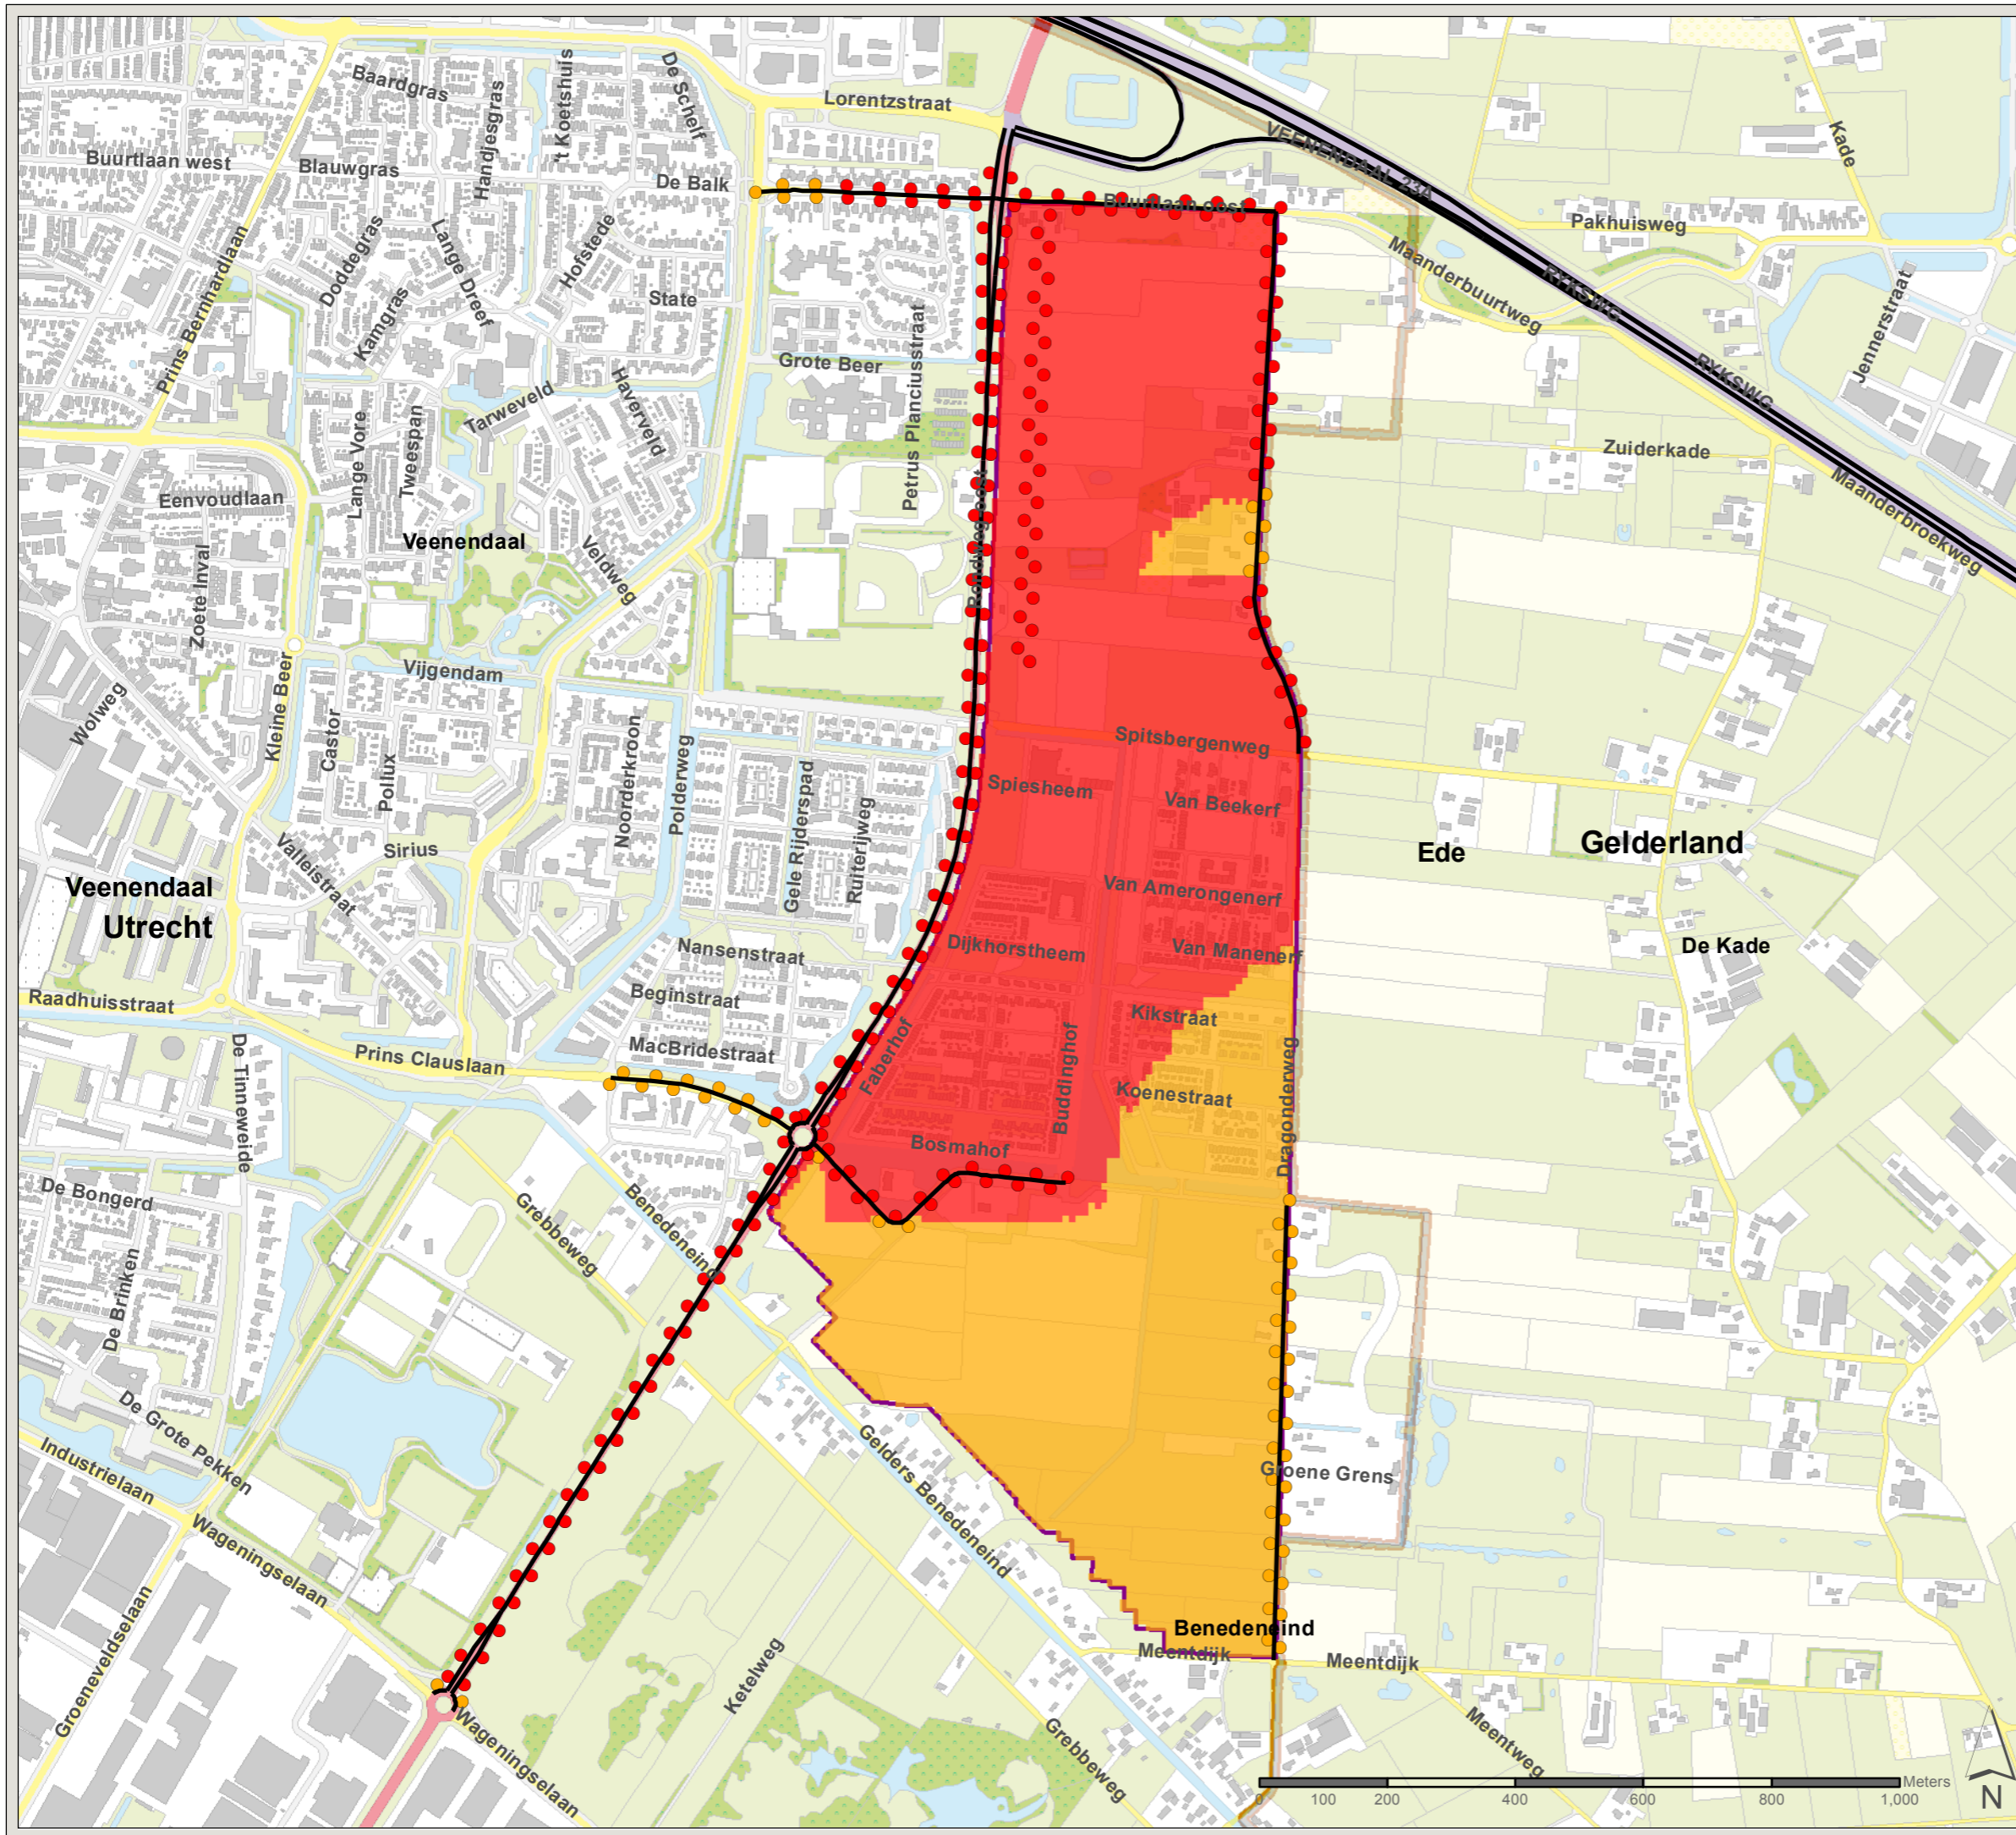 Baardgras
Handjesgras
't Koetshuis
De Schelf
Lorentzstraat
VEENENDAAL 23A
Kade
Buurtlaan west
Blauwgras
De Balk
Buurtlaan oost
Pakhuisweg
Prins Bernhardlaan
Doddegras
Lange Dreef
Hofstede
Maanderbuurtweg
RYKSWG
Jennerstraat
Kamgras
State
Petrus Planciusstraat
Grote Beer
RYKSWG
Tarweveld
Haverveld
Lange Vore
Tweespan
Zuiderkade
Maanderbroekweg
Eenvoudlaan
Veenendaal
Rondweg-oost
Zoete Inval
Veldweg
Vijgendam
Wolweg
Kleine Beer
Castor
Pollux
Noorderkroon
Polderweg
Gele Rijderspad
Ruiterijweg
Spitsbergenweg
Spiesheem
Van Beekerf
Valleistraat
Sirius
Ede
Gelderland
Veenendaal
Utrecht
Van Amerongenerf
Nansenstraat
Dijkhorstheem
Van Manenerf
De Kade
Raadhuisstraat
Beginstraat
Kikstraat
Prins Clauslaan
MacBridestraat
Faberhof
Buddinghof
Koenestraat
Dragonderweg
De Tinneweide
Bosmahof
De Bongerd
Grebbeweg
Benedeneind
De Brinken
De Grote Pekken
Industrielaan
Gelders Benedeneind
Groene Grens
Wageningselaan
Groeneveldselaan
Ketelweg
Benedeneind
Meentdijk
Meentdijk
Wageningselaan
Grebbeweg
Meentweg
Meters
0 100 200 400 600 800 1,000
N